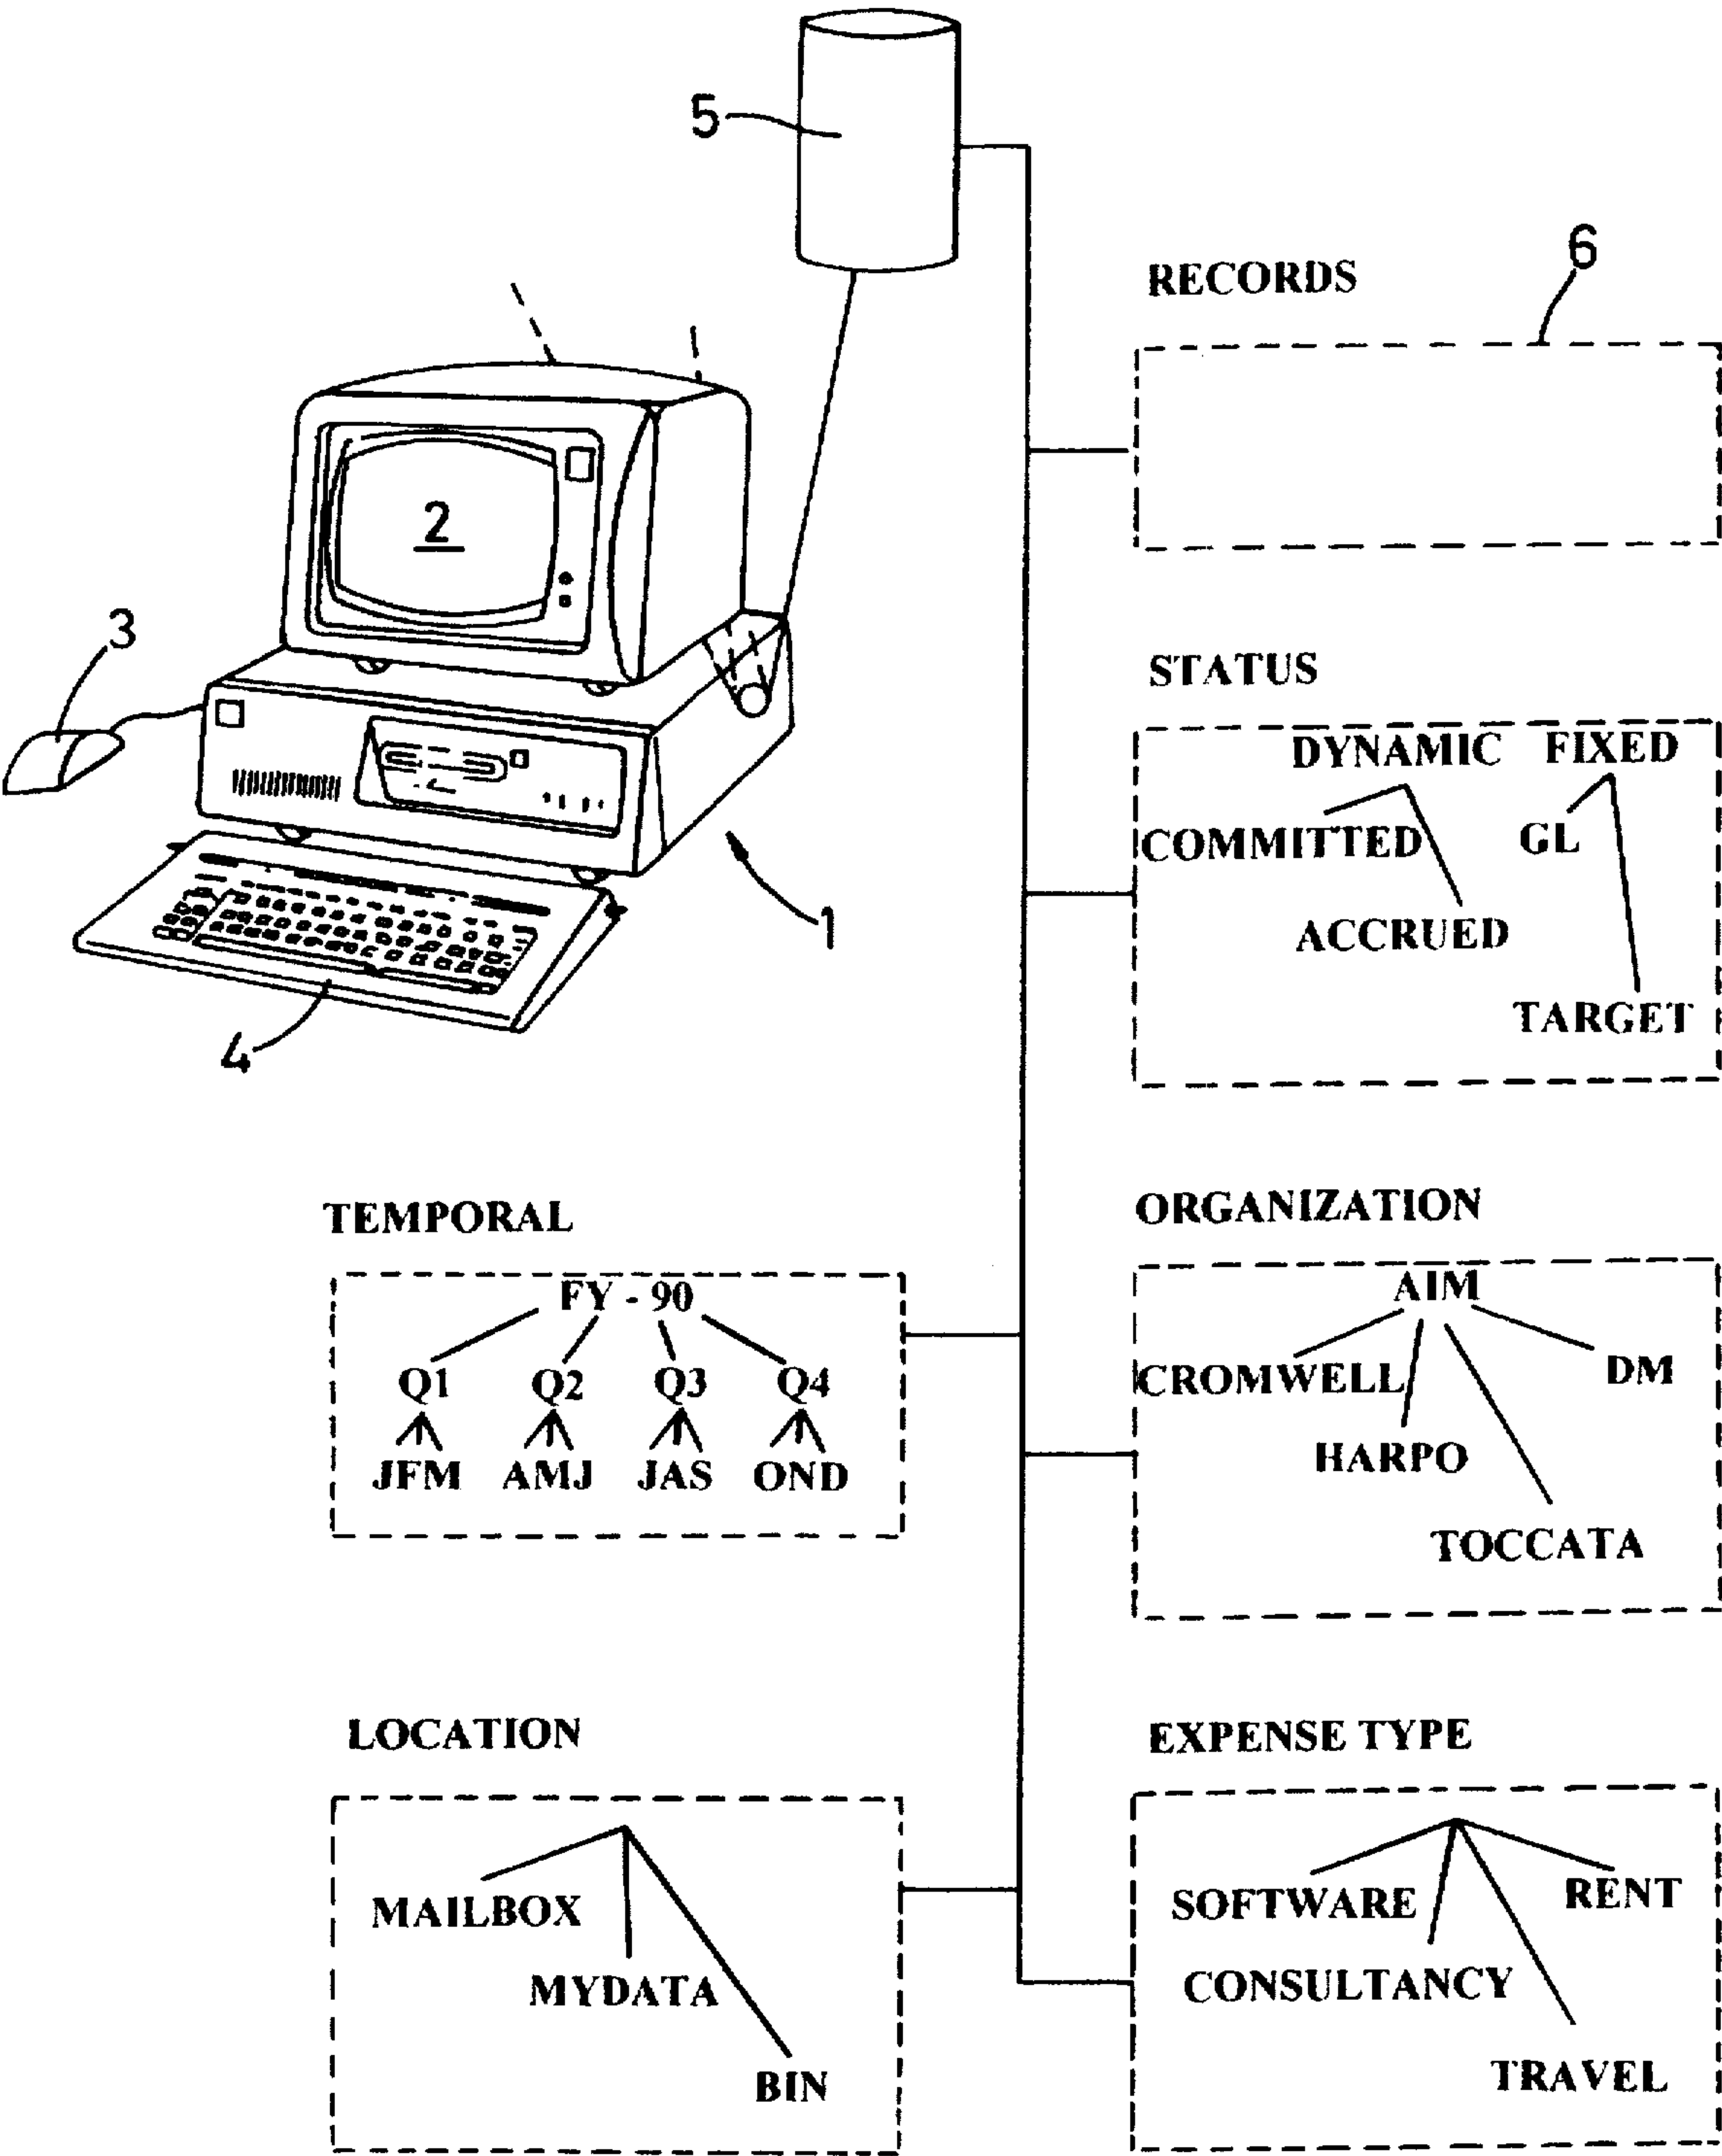 5
6
RECORDS
2
3
STATUS
DYNAMIC FIXED
COMMITTED GL
ACCRUED
TARGET
1
4
TEMPORAL
FY - 90
Q1 Q2 Q3 Q4
JFM AMJ JAS OND
ORGANIZATION
AIM
CROMWELL DM
HARPO
TOCCATA
LOCATION
MAILBOX
MYDATA
BIN
EXPENSE TYPE
SOFTWARE RENT
CONSULTANCY
TRAVEL